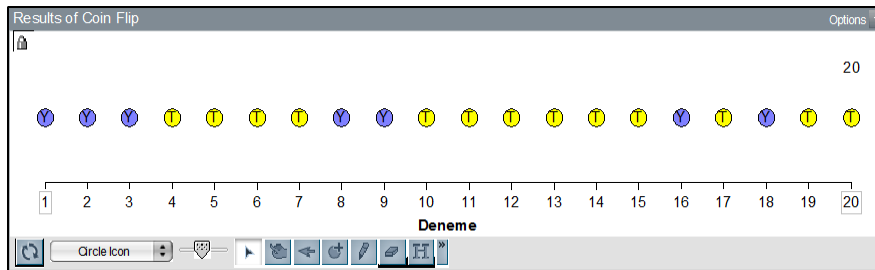 Results of Coin Flip Options
20
Y Y Y T T T T Y Y T T T T T T Y T Y T T
1 2 3 4 5 6 7 8 9 10 11 12 13 14 15 16 17 18 19 20
Deneme
Circle Icon H »